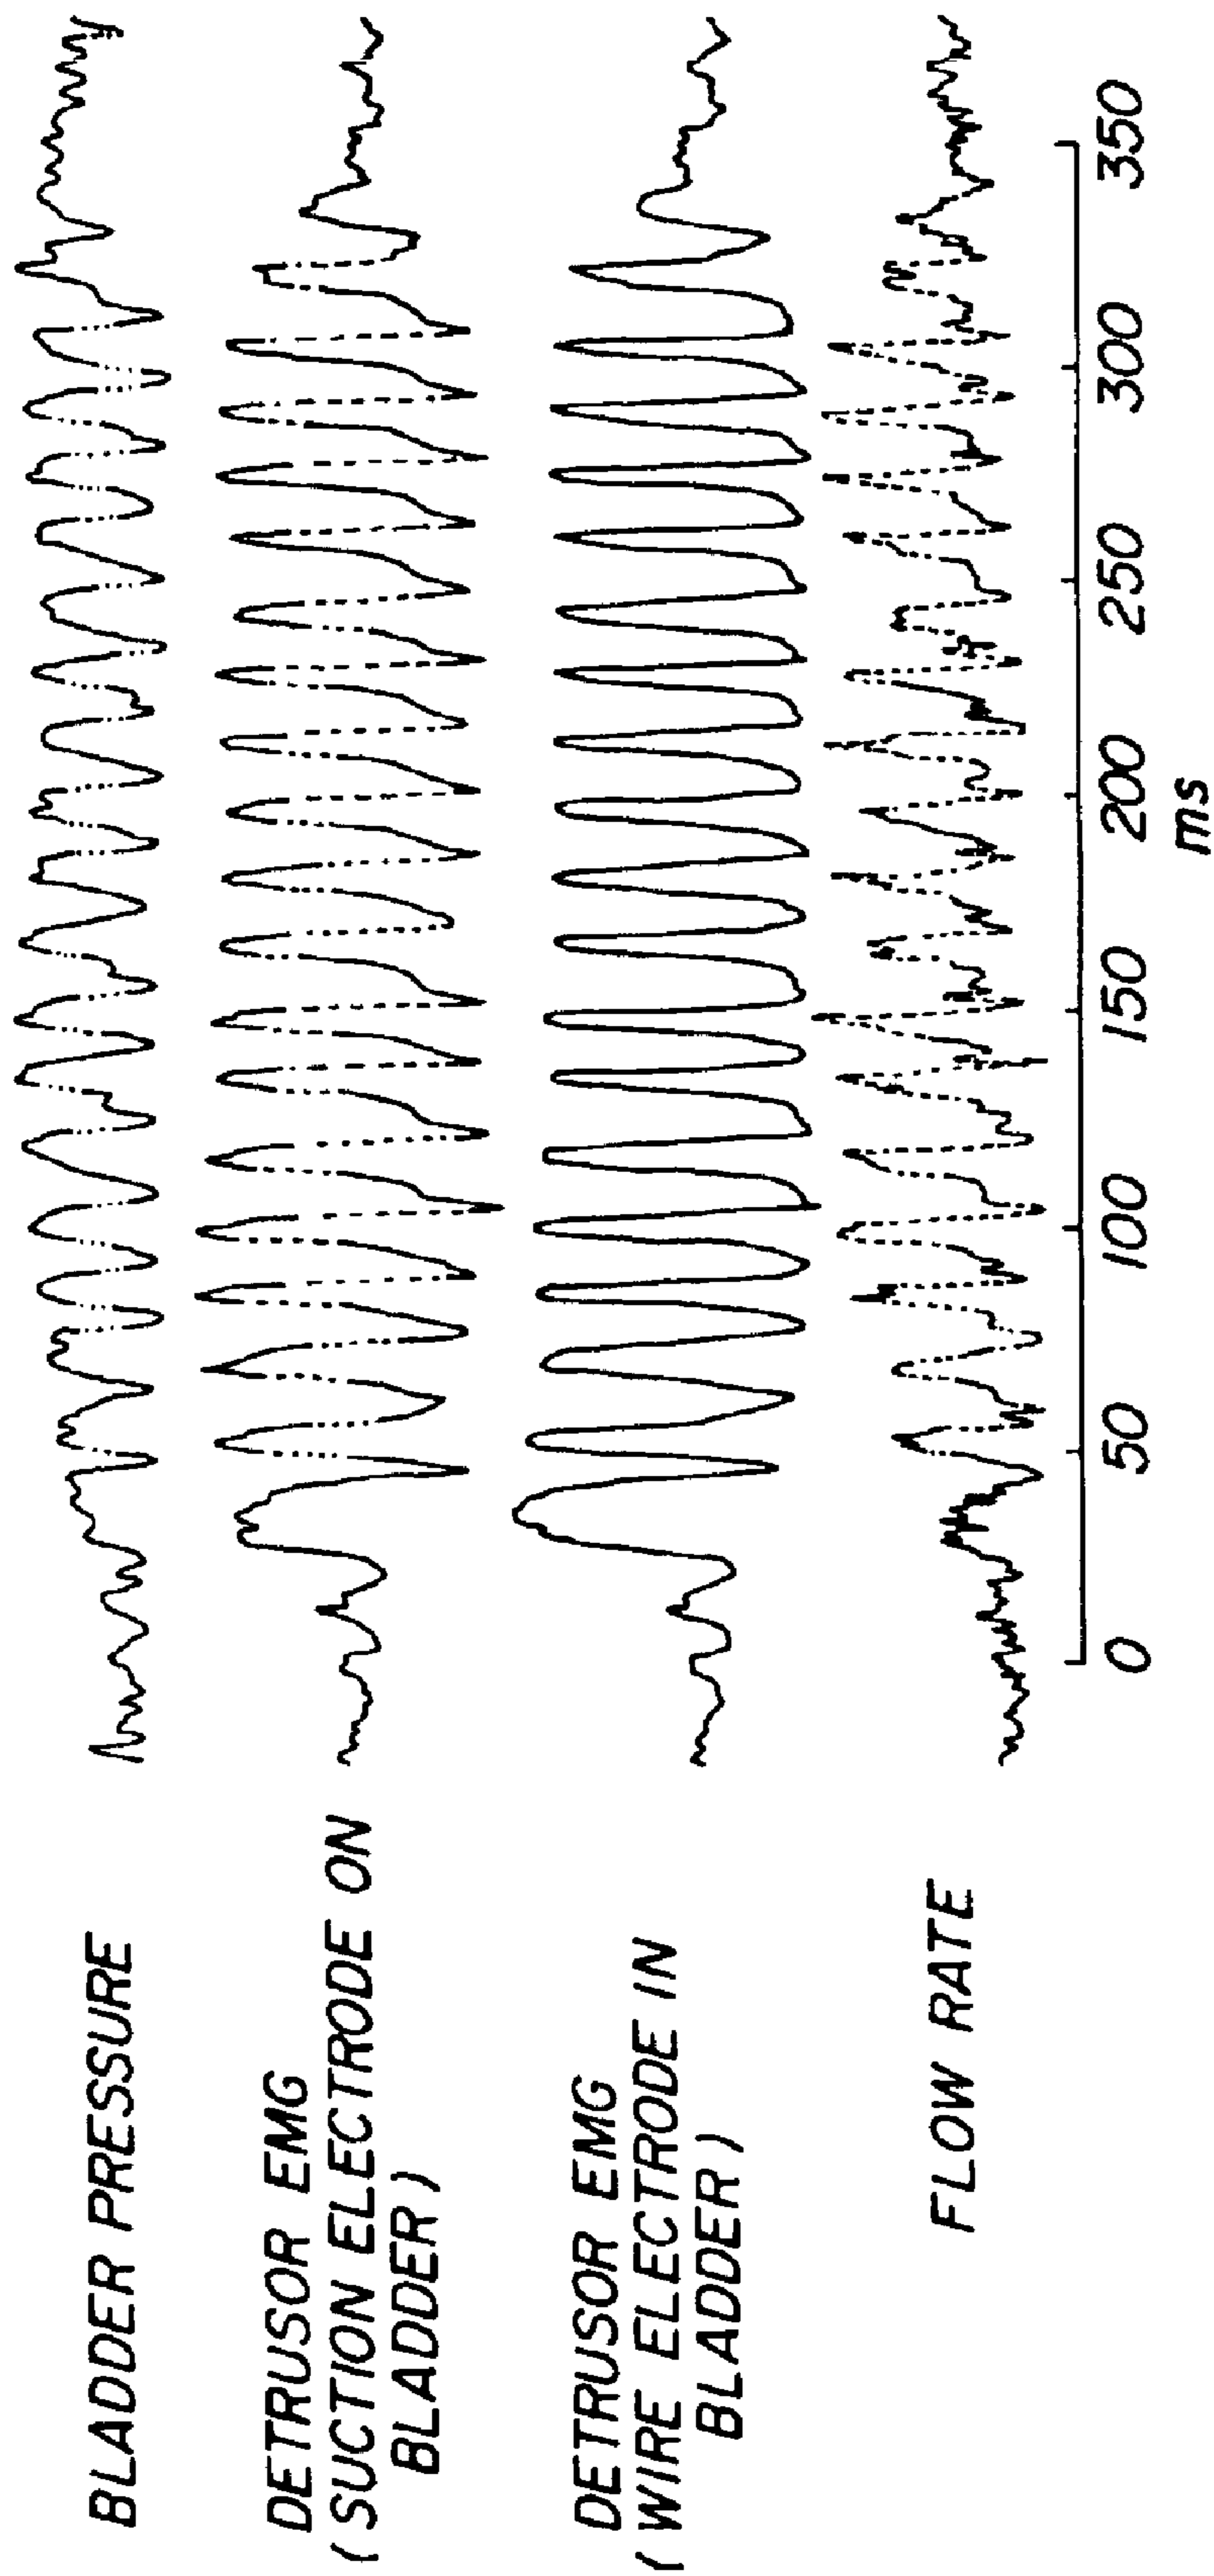 BLADDER PRESSURE
DETRUSOR EMG
(SUCTION ELECTRODE ON
BLADDER)
DETRUSOR EMG
(WIRE ELECTRODE IN
BLADDER)
FLOW RATE
0 50 100 150 200 250 300 350
ms